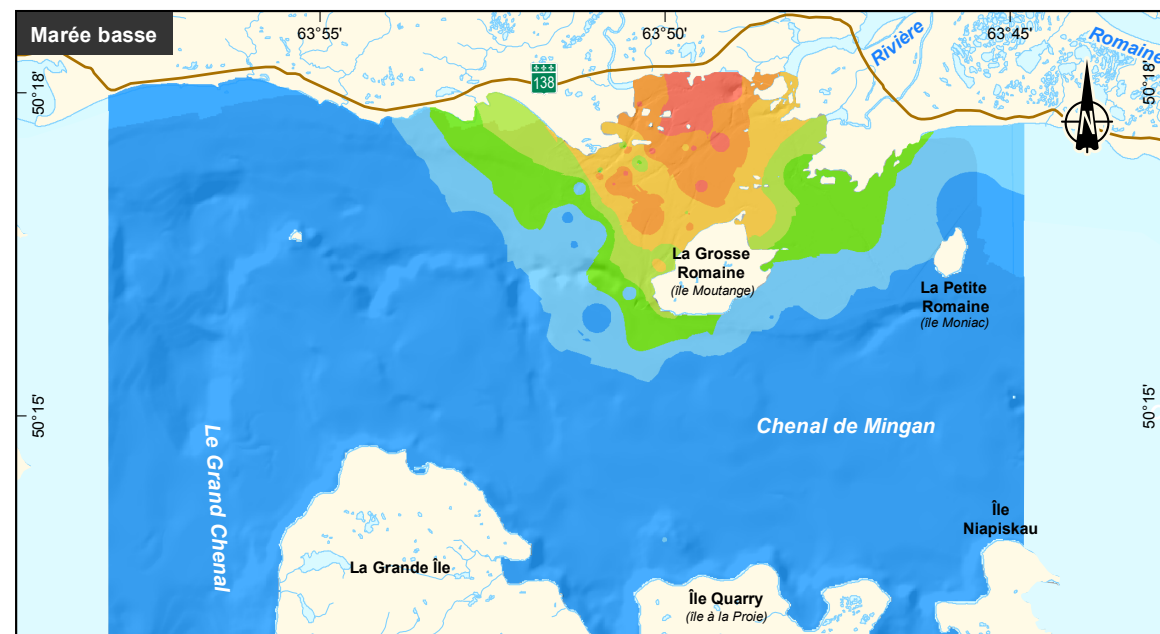 Marée basse
63°55'
63°50'
63°45'
Rivière
Romaine
138
50°18'
50°18'
N
La Grosse
Romaine
(île Moutange)
La Petite
Romaine
(île Moniac)
50°15'
50°15'
Chenal de Mingan
Le Grand Chenal
Île
Niapiskau
La Grande Île
Île Quarry
(île à la Proie)